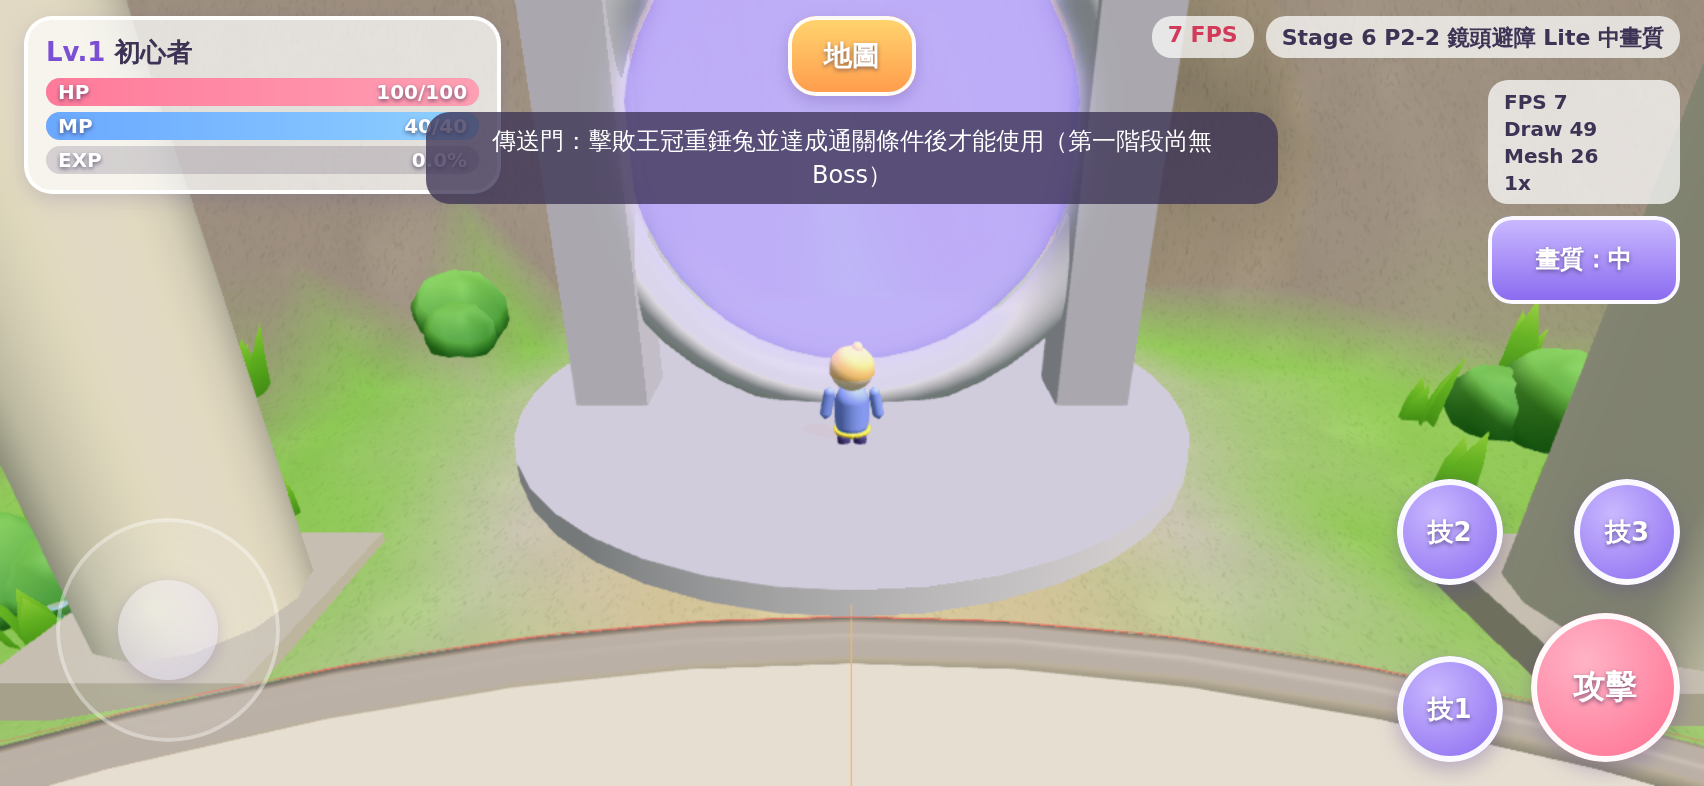 Lv.1 初心者
HP 100/100
MP 40/40
EXP 0.0%
地圖
7 FPS
Stage 6 P2-2 鏡頭避障 Lite 中畫質
傳送門：擊敗王冠重錘兔並達成通關條件後才能使用（第一階段尚無
Boss）
FPS 7
Draw 49
Mesh 26
1x
畫質：中
技2
技3
技1
攻擊